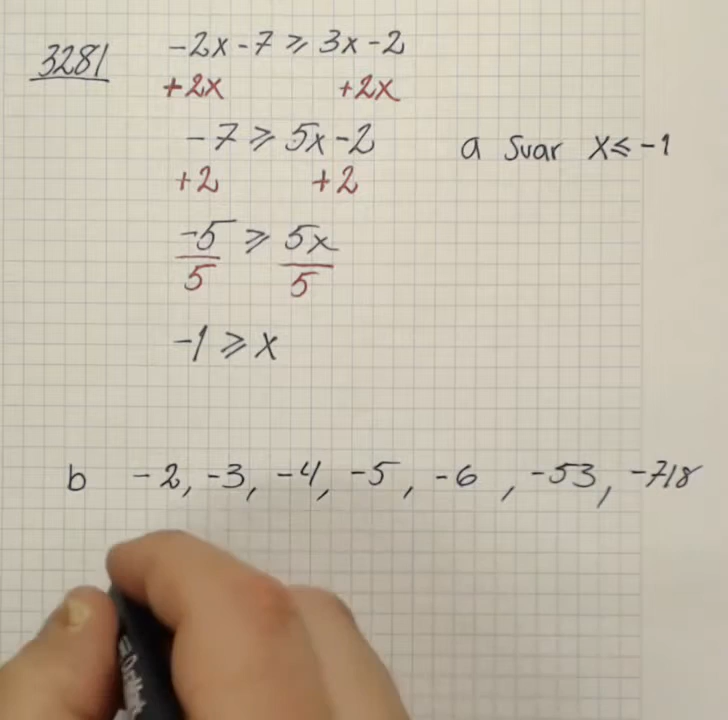 3281 -2x-7 ⩾ 3x-2
+2x +2x
-7 ⩾ 5x-2
a Svar x⩽-1
+2 +2
-5 ⩾ 5x
5 5
-1 ⩾ x
b -2, -3, -4, -5, -6, -53, -718